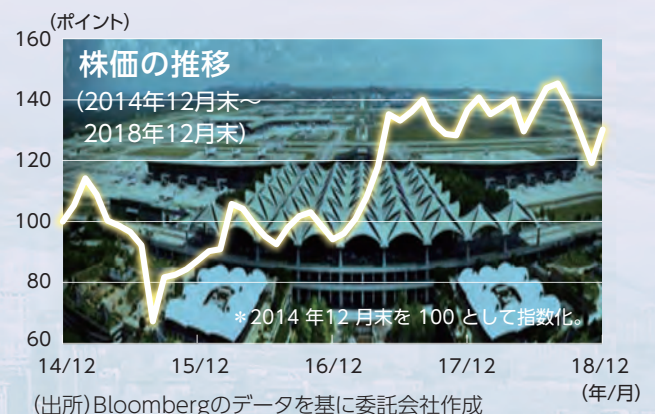 （ポイント）
160
140
120
100
80
60
株価の推移
（2014年12月末～
2018年12月末）
＊2014 年12 月末を 100 として指数化。
14/12 15/12 16/12 17/12 18/12
（年/月）
（出所）Bloombergのデータを基に委託会社作成